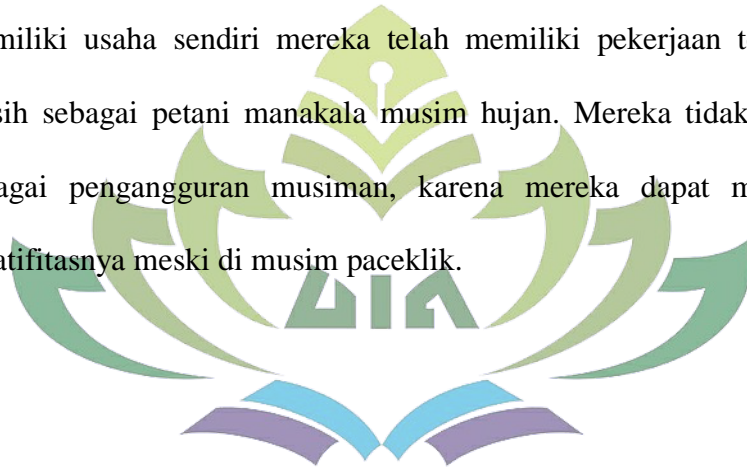 miliki usaha sendiri mereka telah memiliki pekerjaan
sih sebagai petani manakala musim hujan. Mereka tidak
agai pengangguran musiman, karena mereka dapat
atifitasnya meski di musim paceklik.
UIN